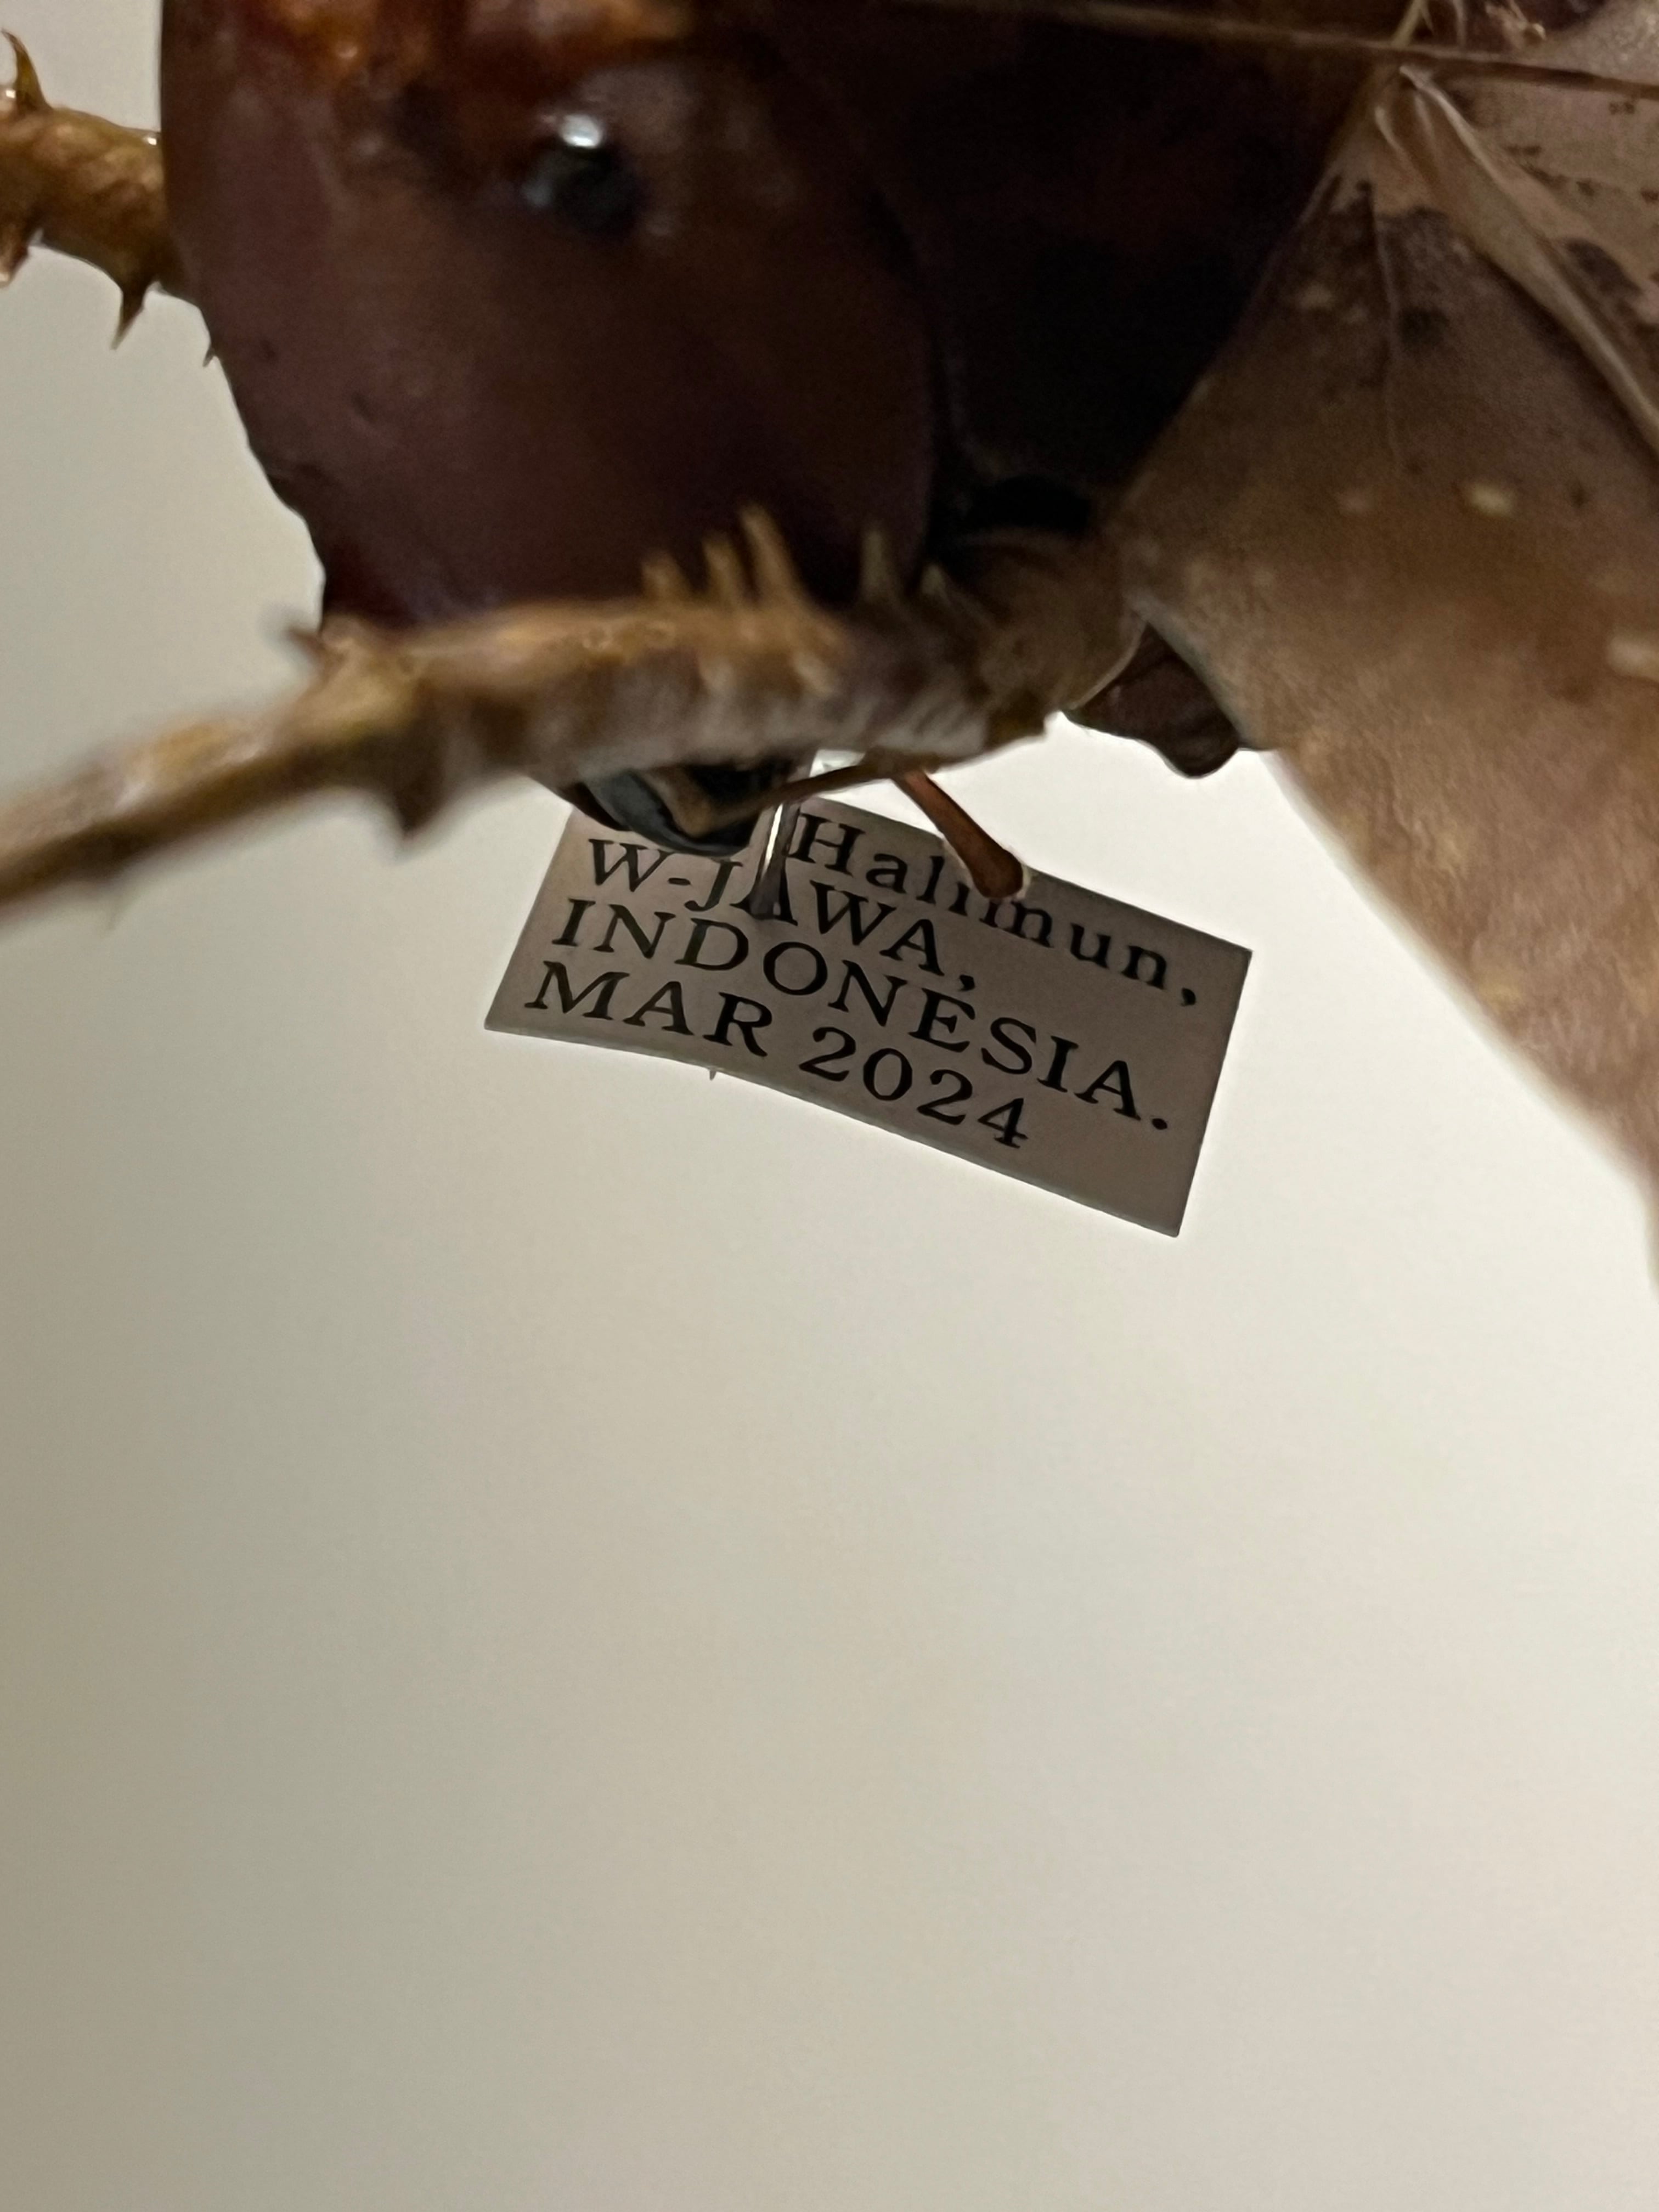 Halimun,
W-JAWA,
INDONESIA.
MAR 2024